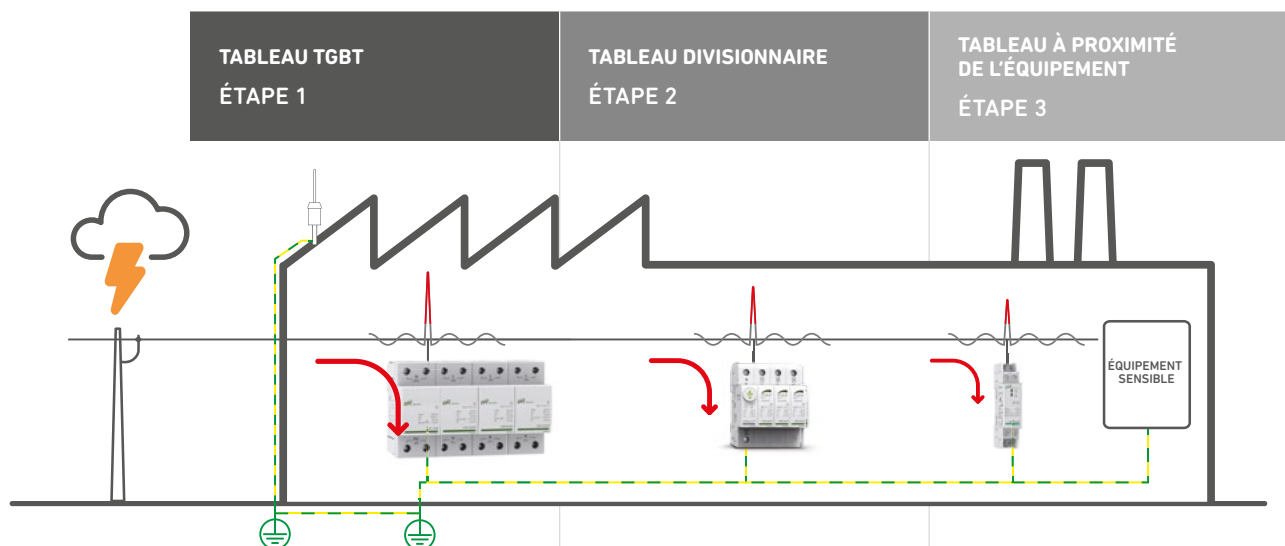 TABLEAU TGBT
ÉTAPE 1
TABLEAU DIVISIONNAIRE
ÉTAPE 2
TABLEAU À PROXIMITÉ
DE L'ÉQUIPEMENT
ÉTAPE 3
ÉQUIPEMENT
SENSIBLE